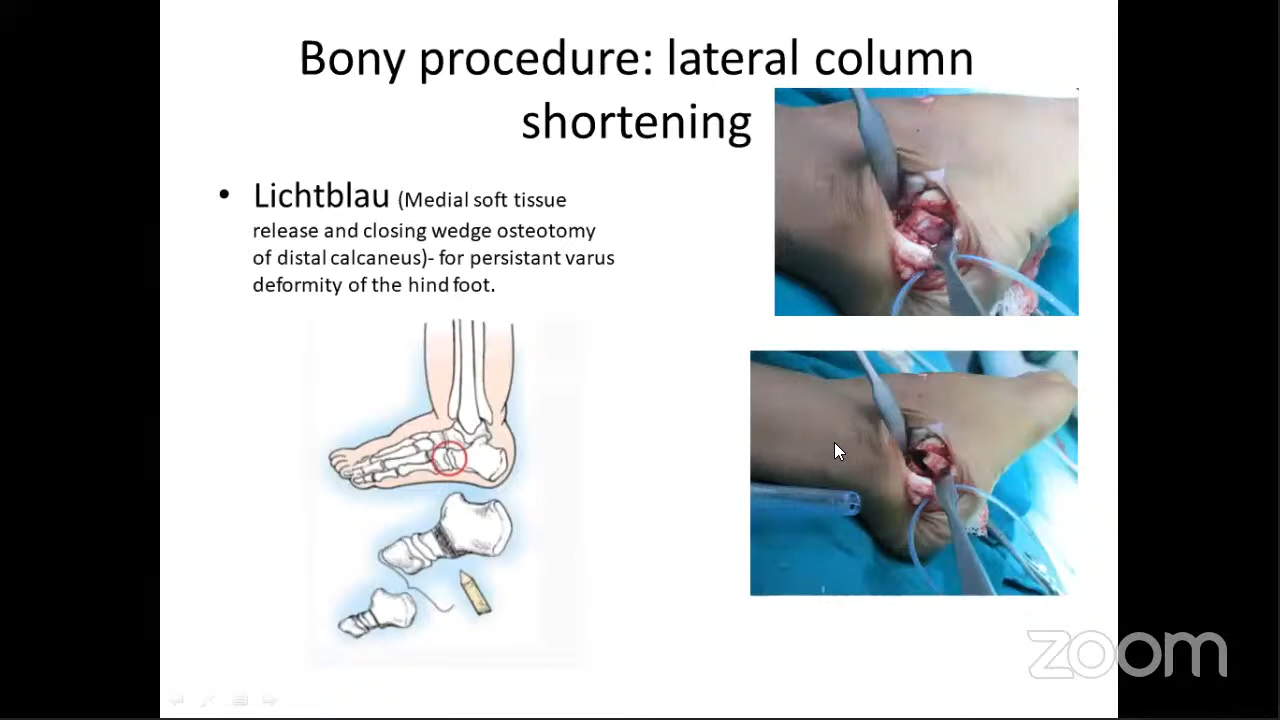 Bony procedure: lateral column
shortening
• Lichtblau (Medial soft tissue
release and closing wedge osteotomy
of distal calcaneus)- for persistant varus
deformity of the hind foot.
zoom